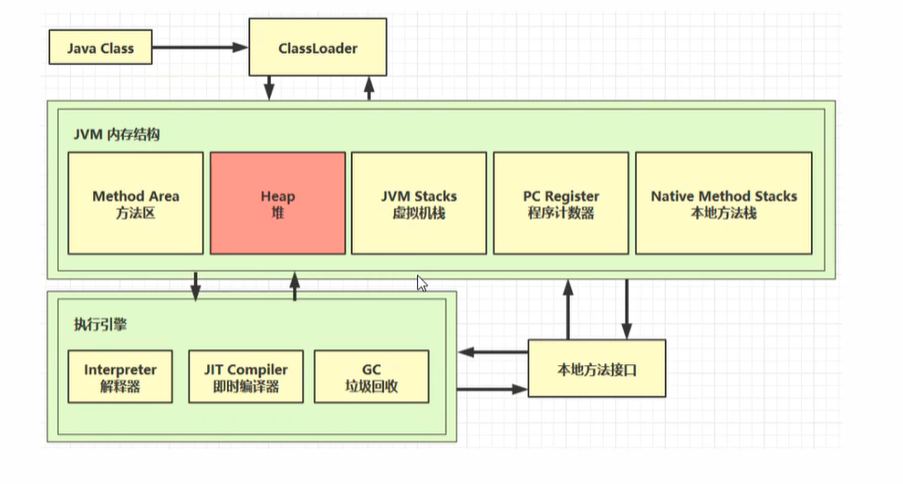 Java Class
ClassLoader
JVM 内存结构
Method Area
方法区
Heap
堆
JVM Stacks
虚拟机栈
PC Register
程序计数器
Native Method Stacks
本地方法栈
执行引擎
Interpreter
解释器
JIT Compiler
即时编译器
GC
垃圾回收
本地方法接口